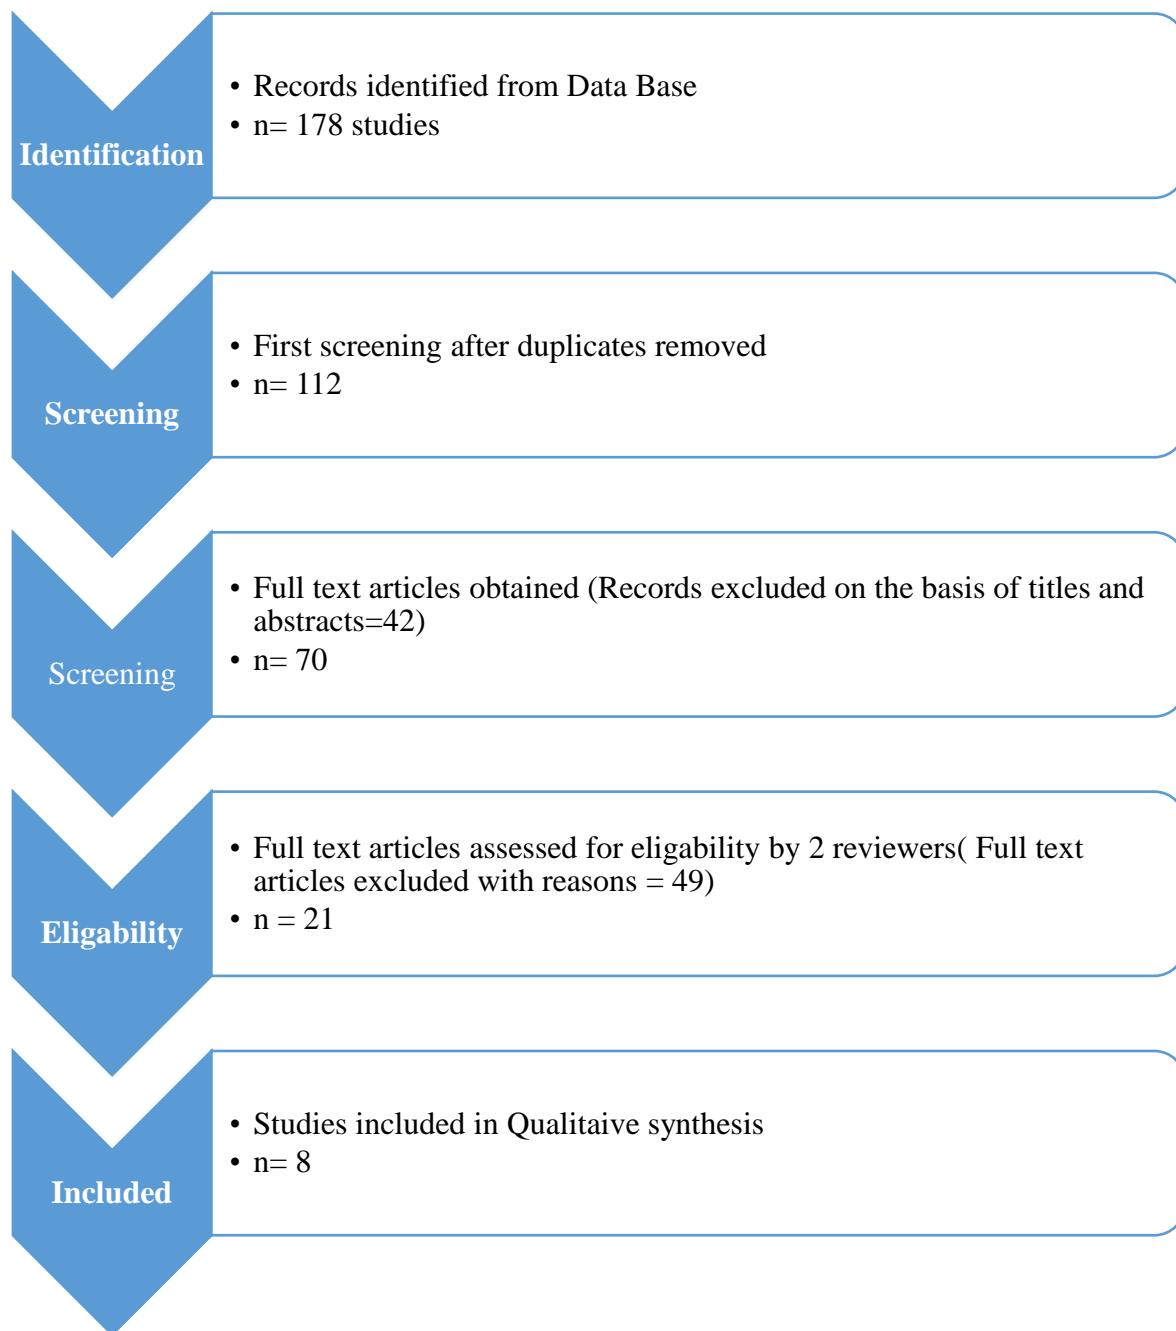 Identification
• Records identified from Data Base
• n= 178 studies
Screening
• First screening after duplicates removed
• n= 112
Screening
• Full text articles obtained (Records excluded on the basis of titles and
abstracts=42)
• n= 70
Eligability
• Full text articles assessed for eligability by 2 reviewers( Full text
articles excluded with reasons = 49)
• n = 21
Included
• Studies included in Qualitaive synthesis
• n= 8